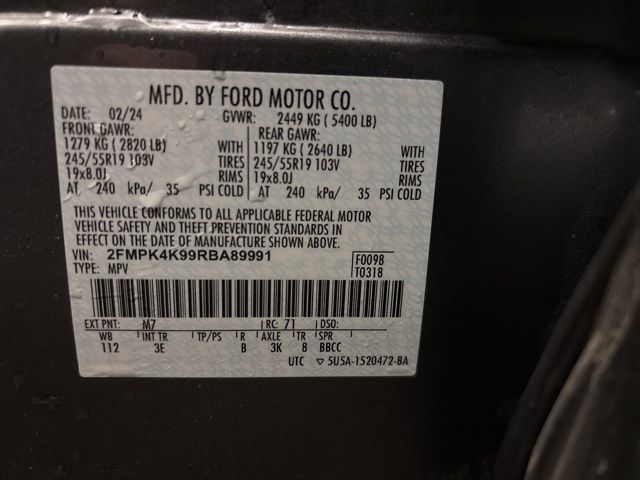 MFD. BY FORD MOTOR CO.
DATE: 02/24 GVWR: 2449 KG ( 5400 LB)
FRONT GAWR: REAR GAWR:
1279 KG ( 2820 LB) WITH 1197 KG ( 2640 LB) WITH
245/55R19 103V TIRES 245/55R19 103V TIRES
19x8.0J RIMS 19x8.0J RIMS
AT 240 kPa/ 35 PSI COLD AT 240 kPa/ 35 PSI COLD
THIS VEHICLE CONFORMS TO ALL APPLICABLE FEDERAL MOTOR
VEHICLE SAFETY AND THEFT PREVENTION STANDARDS IN
EFFECT ON THE DATE OF MANUFACTURE SHOWN ABOVE.
VIN: 2FMPK4K99RBA89991 F0098
TYPE: MPV T0318
EXT PNT: M7 RC: 71 DSO:
WB INT TR TP/PS R AXLE TR SPR
112 3E B 3K 8 BBCC
UTC ▽ 5U5A-1520472-BA